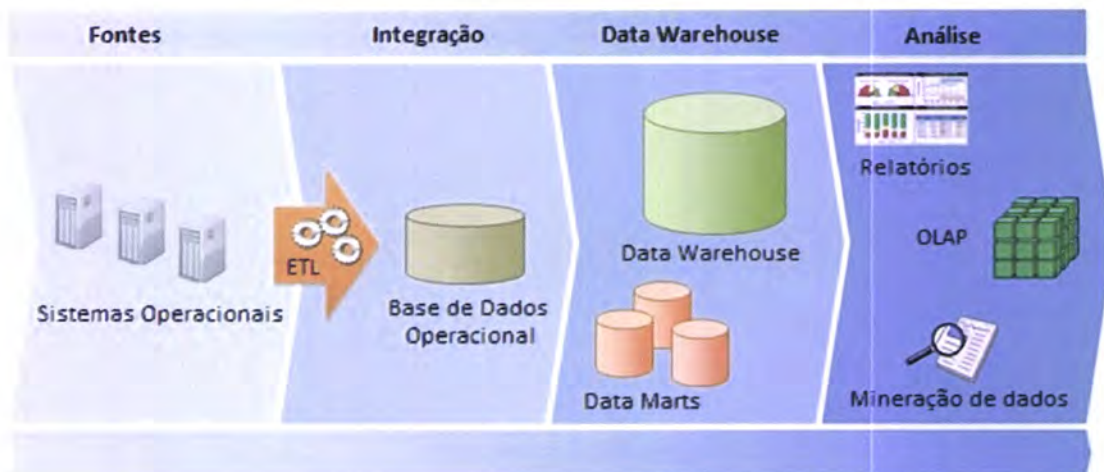 Fontes
Integração
Data Warehouse
Análise
Sistemas Operacionais
ETL
Base de Dados
Operacional
Data Warehouse
Data Marts
Relatórios
OLAP
Mineração de dados